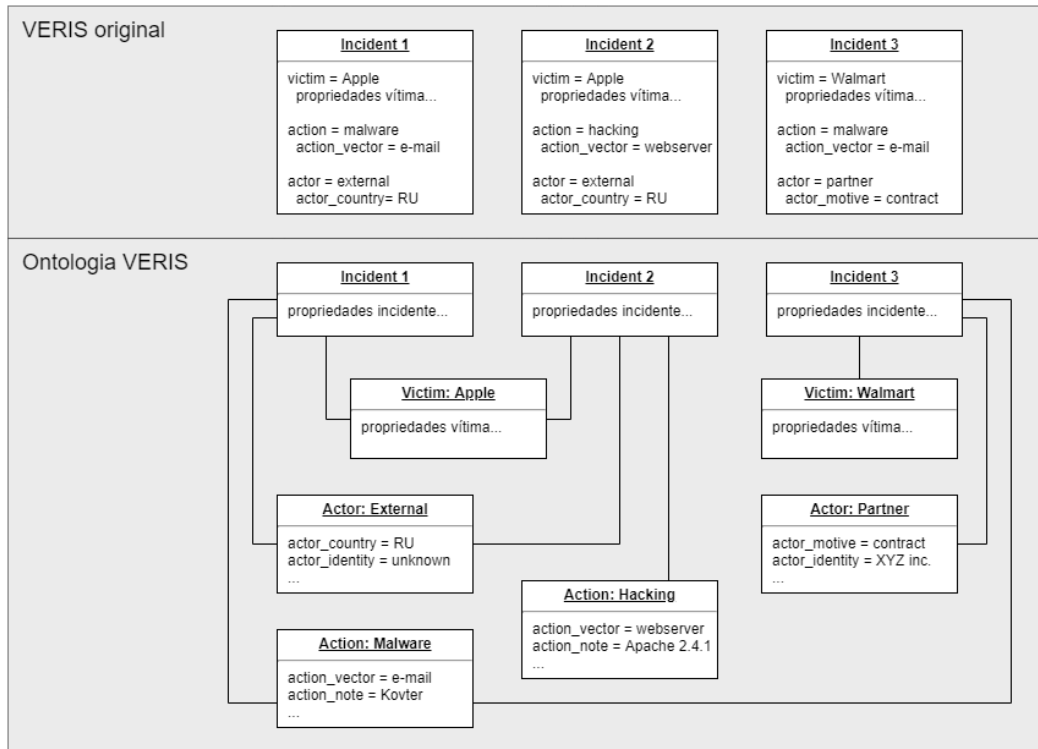 VERIS original
Incident 1
victim = Apple
propriedades vítima...
action = malware
action_vector = e-mail
actor = external
actor_country= RU
Incident 2
victim = Apple
propriedades vítima...
action = hacking
action_vector = webserver
actor = external
actor_country = RU
Incident 3
victim = Walmart
propriedades vítima...
action = malware
action_vector = e-mail
actor = partner
actor_motive = contract
Ontologia VERIS
Incident 1
propriedades incidente...
Incident 2
propriedades incidente...
Incident 3
propriedades incidente...
Victim: Apple
propriedades vítima...
Victim: Walmart
propriedades vítima...
Actor: External
actor_country = RU
actor_identity = unknown
...
Actor: Partner
actor_motive = contract
actor_identity = XYZ inc.
...
Action: Hacking
action_vector = webserver
action_note = Apache 2.4.1
...
Action: Malware
action_vector = e-mail
action_note = Kovter
...